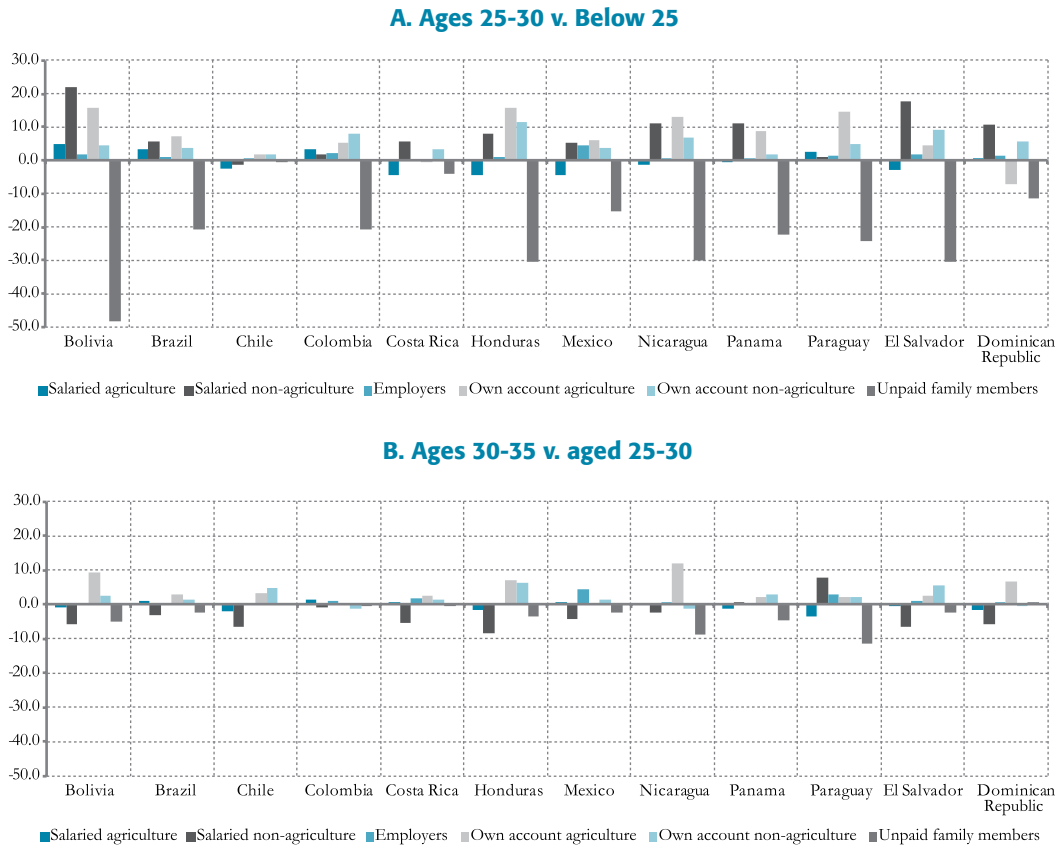 A. Ages 25-30 v. Below 25
30.0
20.0
10.0
0.0
-10.0
-20.0
-30.0
-40.0
-50.0
Bolivia Brazil Chile Colombia Costa Rica Honduras Mexico Nicaragua Panama Paraguay El Salvador Dominican
Republic
Salaried agriculture Salaried non-agriculture Employers Own account agriculture Own account non-agriculture Unpaid family members
B. Ages 30-35 v. aged 25-30
30.0
20.0
10.0
0.0
-10.0
-20.0
-30.0
-40.0
-50.0
Bolivia Brazil Chile Colombia Costa Rica Honduras Mexico Nicaragua Panama Paraguay El Salvador Dominican
Republic
Salaried agriculture Salaried non-agriculture Employers Own account agriculture Own account non-agriculture Unpaid family members